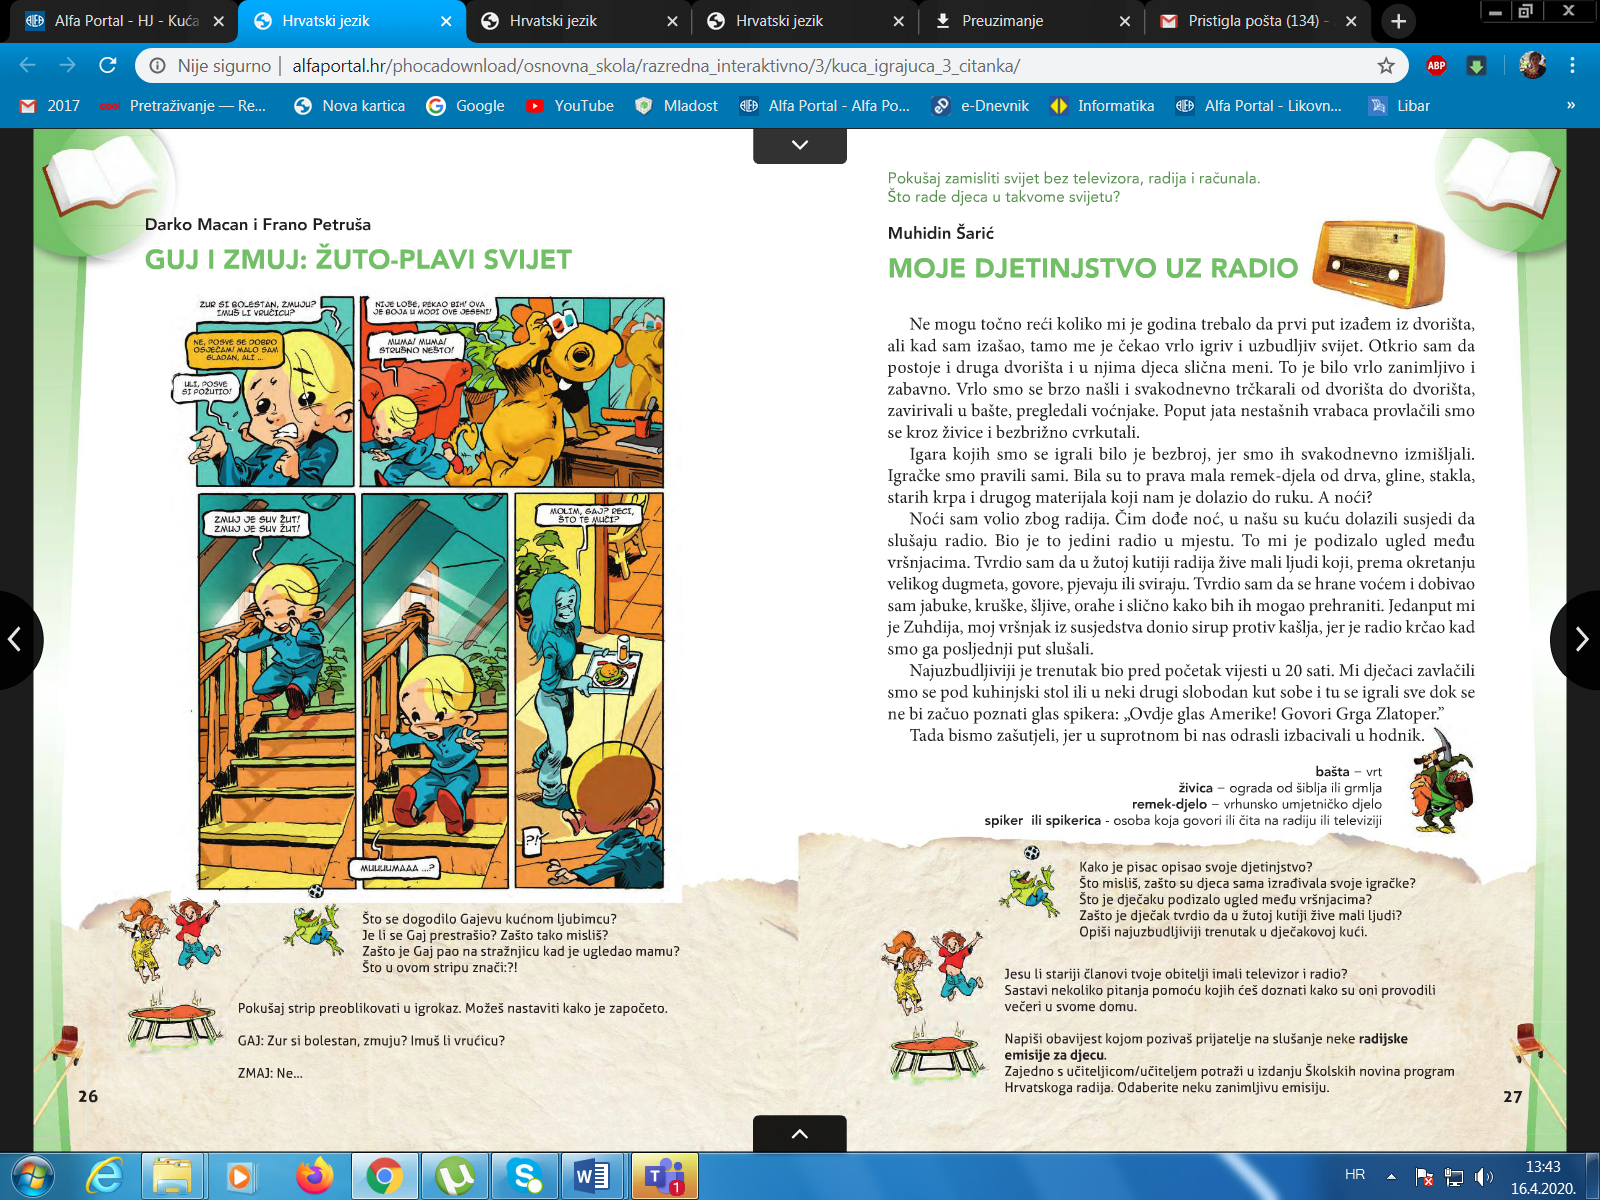 Alfa Portal - HJ - Kuća
Hrvatski jezik
Hrvatski jezik
Hrvatski jezik
Preuzimanje
Pristigla pošta (134) -
Nije sigurno | alfaportal.hr/phocadownload/osnovna_skola/razredna_interaktivno/3/kuca_igrajuca_3_citanka/
ABP
2017
cool
Pretraživanje — Re...
Nova kartica
Google
YouTube
Mladost
Alfa Portal - Alfa Po...
e-Dnevnik
Informatika
Alfa Portal - Likovn...
Libar
»
Darko Macan i Frano Petruša
GUJ I ZMUJ: ŽUTO-PLAVI SVIJET
ZUR SI BOLESTAN, ZMUJU?
IMUŠ LI VRUĆICU?
NE, POSVE SE DOBRO
OSJEĆAM! MALO SAM
GLADAN, ALI ...
ULI, POSVE
SI POŽUTIO!
NIJE LOŠE, REKAO BIH! OVA
JE BOJA U MODI OVE JESENI!
MUMA! MUMA!
STRUŠNO NEŠTO!
ZMUJ JE SUV ŽUT!
ZMUJ JE SUV ŽUT!
MUUUUMAAA ...?
MOLIM, GAJ? RECI,
ŠTO TE MUČI?
?!
Što se dogodilo Gajevu kućnom ljubimcu?
Je li se Gaj prestrašio? Zašto tako misliš?
Zašto je Gaj pao na stražnjicu kad je ugledao mamu?
Što u ovom stripu znači:?!
Pokušaj strip preoblikovati u igrokaz. Možeš nastaviti kako je započeto.
GAJ: Zur si bolestan, zmuju? Imuš li vrućicu?
ZMAJ: Ne...
26
Pokušaj zamisliti svijet bez televizora, radija i računala.
Što rade djeca u takvome svijetu?
Muhidin Šarić
MOJE DJETINJSTVO UZ RADIO
Ne mogu točno reći koliko mi je godina trebalo da prvi put izađem iz dvorišta,
ali kad sam izašao, tamo me je čekao vrlo igriv i uzbudljiv svijet. Otkrio sam da
postoje i druga dvorišta i u njima djeca slična meni. To je bilo vrlo zanimljivo i
zabavno. Vrlo smo se brzo našli i svakodnevno trčkarali od dvorišta do dvorišta,
zavirivali u bašte, pregledali voćnjake. Poput jata nestašnih vrabaca provlačili smo
se kroz živice i bezbrižno cvrkutali.
Igara kojih smo se igrali bilo je bezbroj, jer smo ih svakodnevno izmišljali.
Igračke smo pravili sami. Bila su to prava mala remek-djela od drva, gline, stakla,
starih krpa i drugog materijala koji nam je dolazio do ruku. A noći?
Noći sam volio zbog radija. Čim dođe noć, u našu su kuću dolazili susjedi da
slušaju radio. Bio je to jedini radio u mjestu. To mi je podizalo ugled među
vršnjacima. Tvrdio sam da u žutoj kutiji radija žive mali ljudi koji, prema okretanju
velikog dugmeta, govore, pjevaju ili sviraju. Tvrdio sam da se hrane voćem i dobivao
sam jabuke, kruške, šljive, orahe i slično kako bih ih mogao prehraniti. Jedanput mi
je Zuhdija, moj vršnjak iz susjedstva donio sirup protiv kašlja, jer je radio krčao kad
smo ga posljednji put slušali.
Najuzbudljiviji je trenutak bio pred početak vijesti u 20 sati. Mi dječaci zavlačili
smo se pod kuhinjski stol ili u neki drugi slobodan kut sobe i tu se igrali sve dok se
ne bi začuo poznati glas spikera: „Ovdje glas Amerike! Govori Grga Zlatoper.”
Tada bismo zašutjeli, jer u suprotnom bi nas odrasli izbacivali u hodnik.
bašta – vrt
živica – ograda od šiblja ili grmlja
remek-djelo – vrhunsko umjetničko djelo
spiker ili spikerica - osoba koja govori ili čita na radiju ili televiziji
Kako je pisac opisao svoje djetinjstvo?
Što misliš, zašto su djeca sama izrađivala svoje igračke?
Što je dječaku podizalo ugled među vršnjacima?
Zašto je dječak tvrdio da u žutoj kutiji žive mali ljudi?
Opiši najuzbudljiviji trenutak u dječakovoj kući.
Jesu li stariji članovi tvoje obitelji imali televizor i radio?
Sastavi nekoliko pitanja pomoću kojih ćeš doznati kako su oni provodili
večeri u svome domu.
Napiši obavijest kojom pozivaš prijatelje na slušanje neke radijske
emisije za djecu.
Zajedno s učiteljicom/učiteljem potraži u izdanju Školskih novina program
Hrvatskoga radija. Odaberite neku zanimljivu emisiju.
27
HR
13:43
16.4.2020.